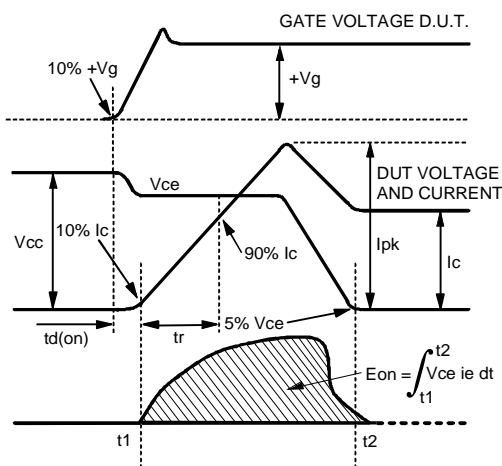 GATE VOLTAGE D.U.T.
10% +Vg
+Vg
DUT VOLTAGE
AND CURRENT
Vce
Vcc
10% Ic
90% Ic
Ipk
Ic
td(on)
tr
5% Vce
Eon = ∫ Vce ie dt
t2
t1
t1
t2